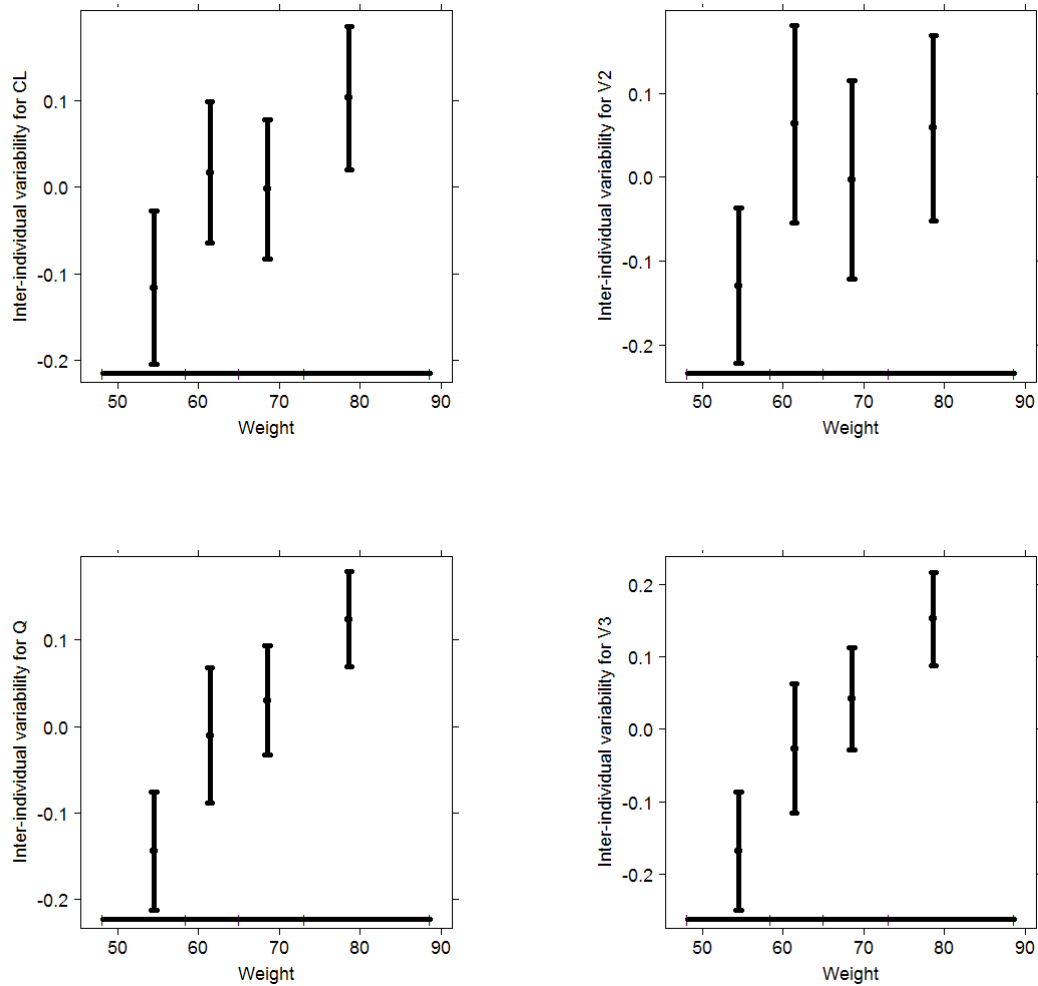 Inter-individual variability for CL
0.1
0.0
-0.1
-0.2
50 60 70 80 90
Weight
Inter-individual variability for V2
0.1
0.0
-0.1
-0.2
50 60 70 80 90
Weight
Inter-individual variability for Q
0.1
0.0
-0.1
-0.2
50 60 70 80 90
Weight
Inter-individual variability for V3
0.2
0.1
0.0
-0.1
-0.2
50 60 70 80 90
Weight